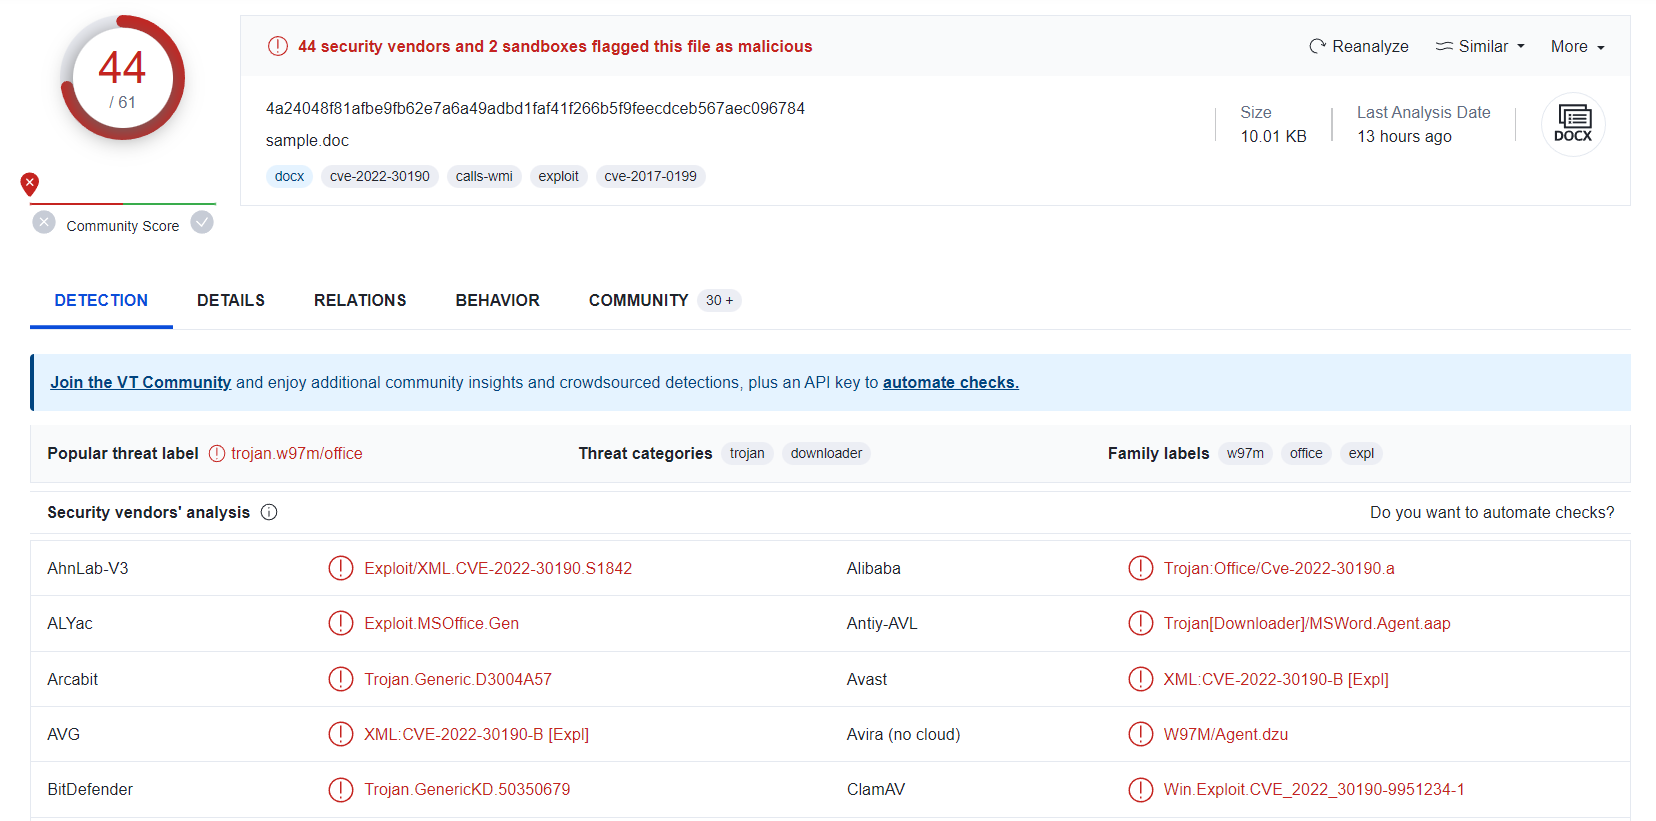 44
/ 61
Community Score
44 security vendors and 2 sandboxes flagged this file as malicious
Reanalyze
Similar
More
4a24048f81afbe9fb62e7a6a49adbd1faf41f266b5f9feecdceb567aec096784
sample.doc
docx
cve-2022-30190
calls-wmi
exploit
cve-2017-0199
Size
10.01 KB
Last Analysis Date
13 hours ago
DOCX
DETECTION
DETAILS
RELATIONS
BEHAVIOR
COMMUNITY 30 +
Join the VT Community and enjoy additional community insights and crowdsourced detections, plus an API key to automate checks.
Popular threat label trojan.w97m/office
Threat categories trojan downloader
Family labels w97m office expl
Security vendors' analysis
Do you want to automate checks?
AhnLab-V3 Exploit/XML.CVE-2022-30190.S1842 Alibaba Trojan:Office/Cve-2022-30190.a
ALYac Exploit.MSOffice.Gen Antiy-AVL Trojan[Downloader]/MSWord.Agent.aap
Arcabit Trojan.Generic.D3004A57 Avast XML:CVE-2022-30190-B [Expl]
AVG XML:CVE-2022-30190-B [Expl] Avira (no cloud) W97M/Agent.dzu
BitDefender Trojan.GenericKD.50350679 ClamAV Win.Exploit.CVE_2022_30190-9951234-1